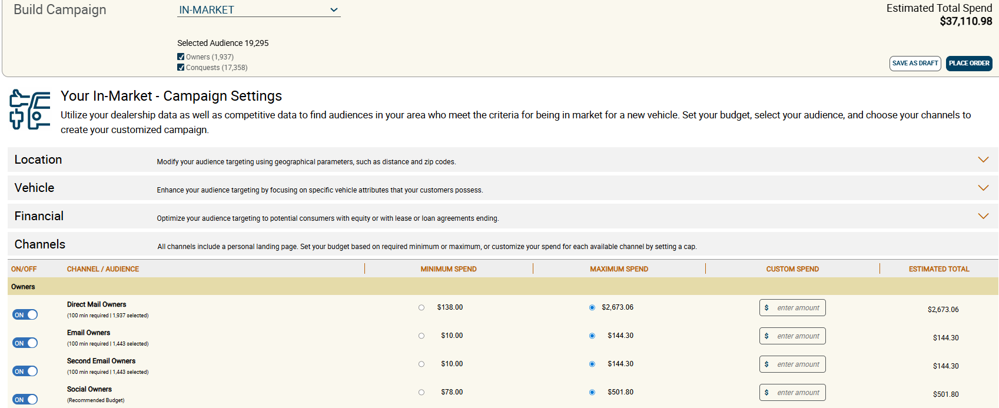 Build Campaign
IN-MARKET
Estimated Total Spend
$37,110.98
Selected Audience 19,295
Owners (1,937)
Conquests (17,358)
SAVE AS DRAFT
PLACE ORDER
Your In-Market - Campaign Settings
Utilize your dealership data as well as competitive data to find audiences in your area who meet the criteria for being in market for a new vehicle. Set your budget, select your audience, and choose your channels to
create your customized campaign.
Location Modify your audience targeting using geographical parameters, such as distance and zip codes.
Vehicle Enhance your audience targeting by focusing on specific vehicle attributes that your customers possess.
Financial Optimize your audience targeting to potential consumers with equity or with lease or loan agreements ending.
Channels All channels include a personal landing page. Set your budget based on required minimum or maximum, or customize your spend for each available channel by setting a cap.
ON/OFF CHANNEL / AUDIENCE MINIMUM SPEND MAXIMUM SPEND CUSTOM SPEND ESTIMATED TOTAL
Owners
ON Direct Mail Owners $138.00 $2,673.06 $ enter amount $2,673.06
(100 min required | 1,937 selected)
ON Email Owners $10.00 $144.30 $ enter amount $144.30
(100 min required | 1,443 selected)
ON Second Email Owners $10.00 $144.30 $ enter amount $144.30
(100 min required | 1,443 selected)
ON Social Owners $78.00 $501.80 $ enter amount $501.80
(Recommended Budget)